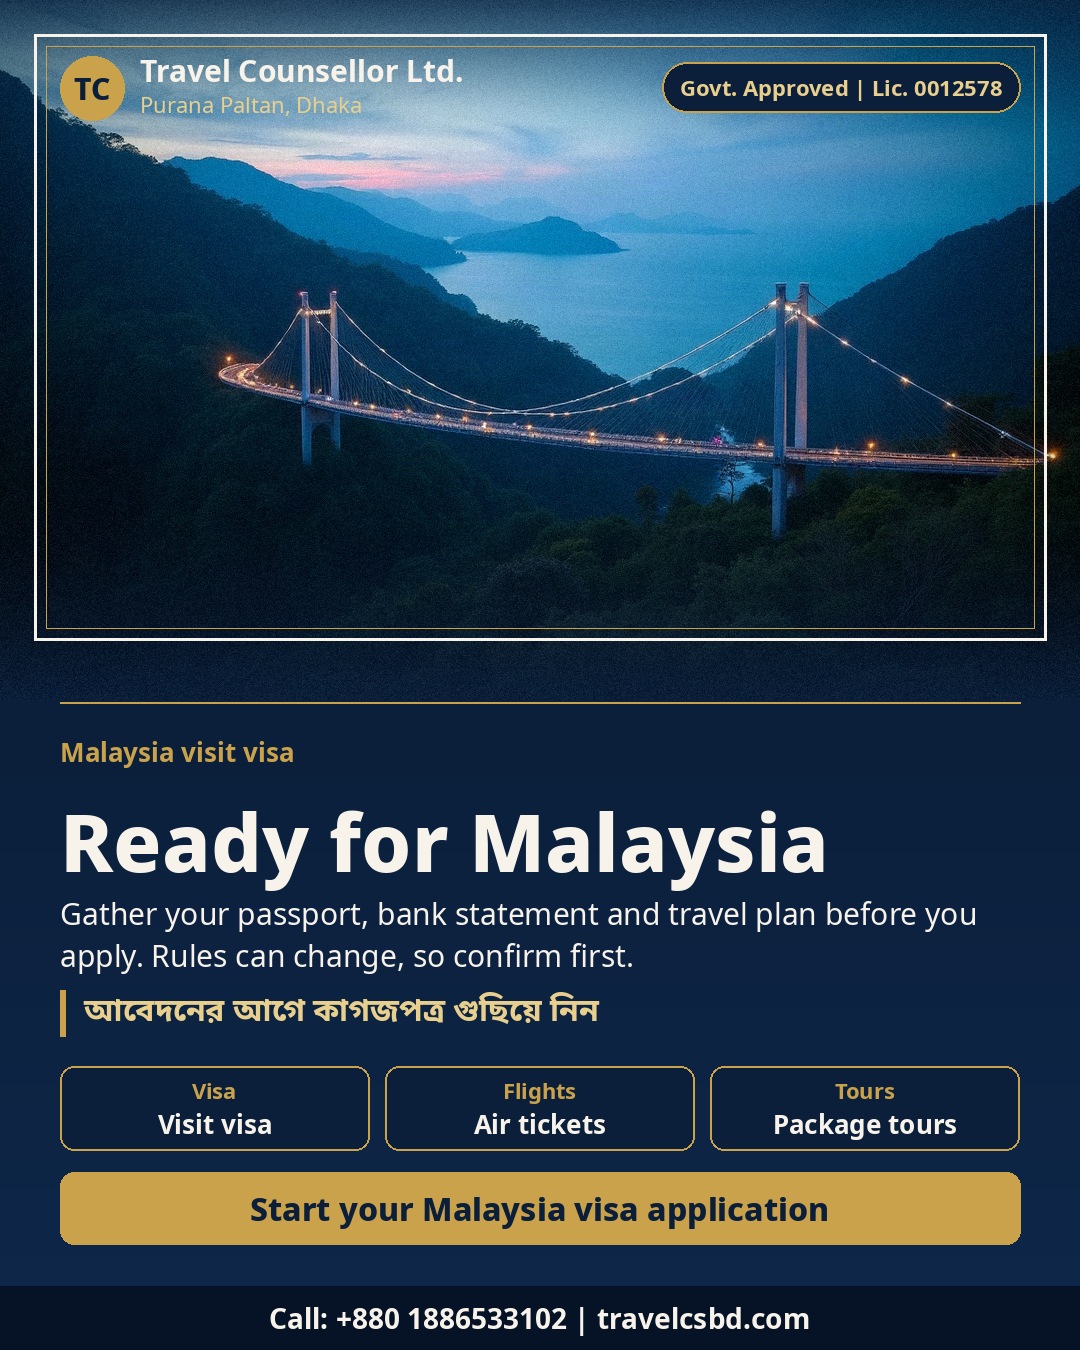 TC
Travel Counsellor Ltd.
Purana Paltan, Dhaka
Govt. Approved | Lic. 0012578
Malaysia visit visa
Ready for Malaysia
Gather your passport, bank statement and travel plan before you
apply. Rules can change, so confirm first.
আবেদনের আগে কাগজপত্র গুছিয়ে নিন
Visa
Visit visa
Flights
Air tickets
Tours
Package tours
Start your Malaysia visa application
Call: +880 1886533102 | travelcsbd.com